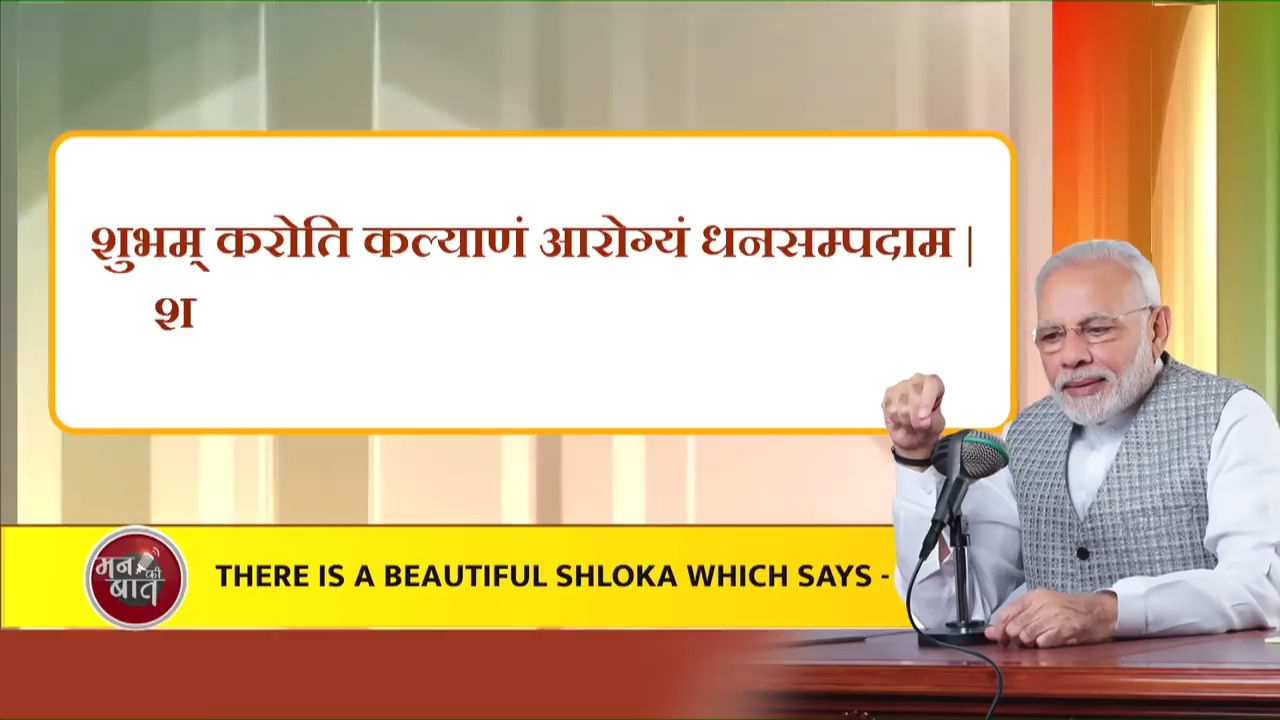 शुभम् करोति कल्याणं आरोग्यं धनसम्पदाम |
श
मन की
बात
THERE IS A BEAUTIFUL SHLOKA WHICH SAYS -